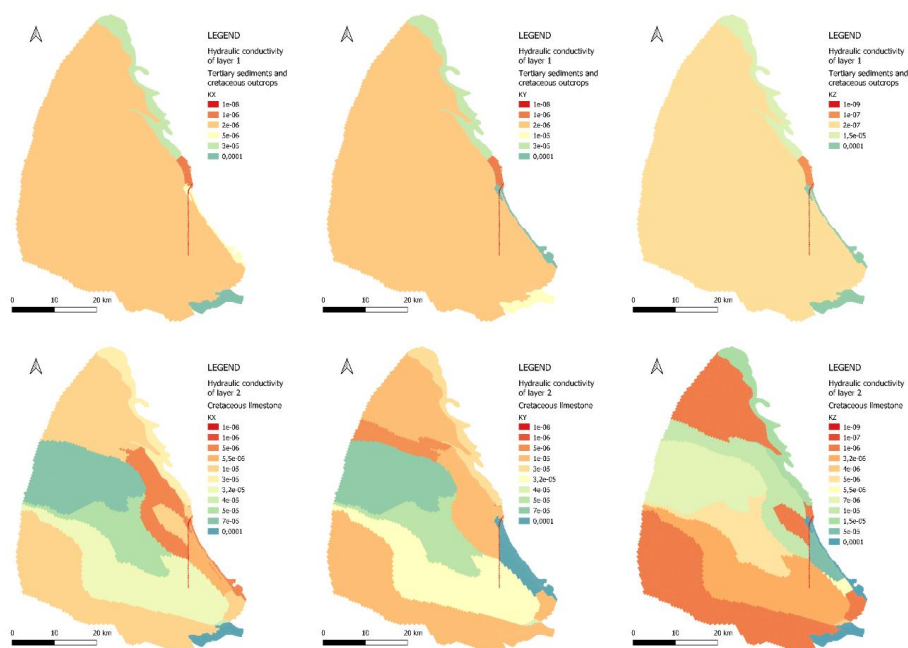 LEGEND
Hydraulic conductivity
of layer 1
Tertiary sediments and
cretaceous outcrops
KX
1e-08
1e-06
2e-06
5e-06
3e-05
0,0001
0 10 20 km
LEGEND
Hydraulic conductivity
of layer 1
Tertiary sediments and
cretaceous outcrops
KY
1e-08
1e-06
2e-06
1e-05
3e-05
0,0001
0 10 20 km
LEGEND
Hydraulic conductivity
of layer 1
Tertiary sediments and
cretaceous outcrops
KZ
1e-09
1e-07
2e-07
1,5e-05
0,0001
0 10 20 km
LEGEND
Hydraulic conductivity
of layer 2
Cretaceous limestone
KX
1e-08
1e-06
5e-06
5,5e-06
1e-05
3e-05
3,2e-05
4e-05
5e-05
7e-05
0,0001
0 10 20 km
LEGEND
Hydraulic conductivity
of layer 2
Cretaceous limestone
KY
1e-08
1e-06
5e-06
1e-05
3e-05
3,2e-05
4e-05
5e-05
7e-05
0,0001
0 10 20 km
LEGEND
Hydraulic conductivity
of layer 2
Cretaceous limestone
KZ
1e-09
1e-07
1e-06
3,2e-06
4e-06
5,5e-06
7e-06
1e-05
1,5e-05
5e-05
0,0001
0 10 20 km